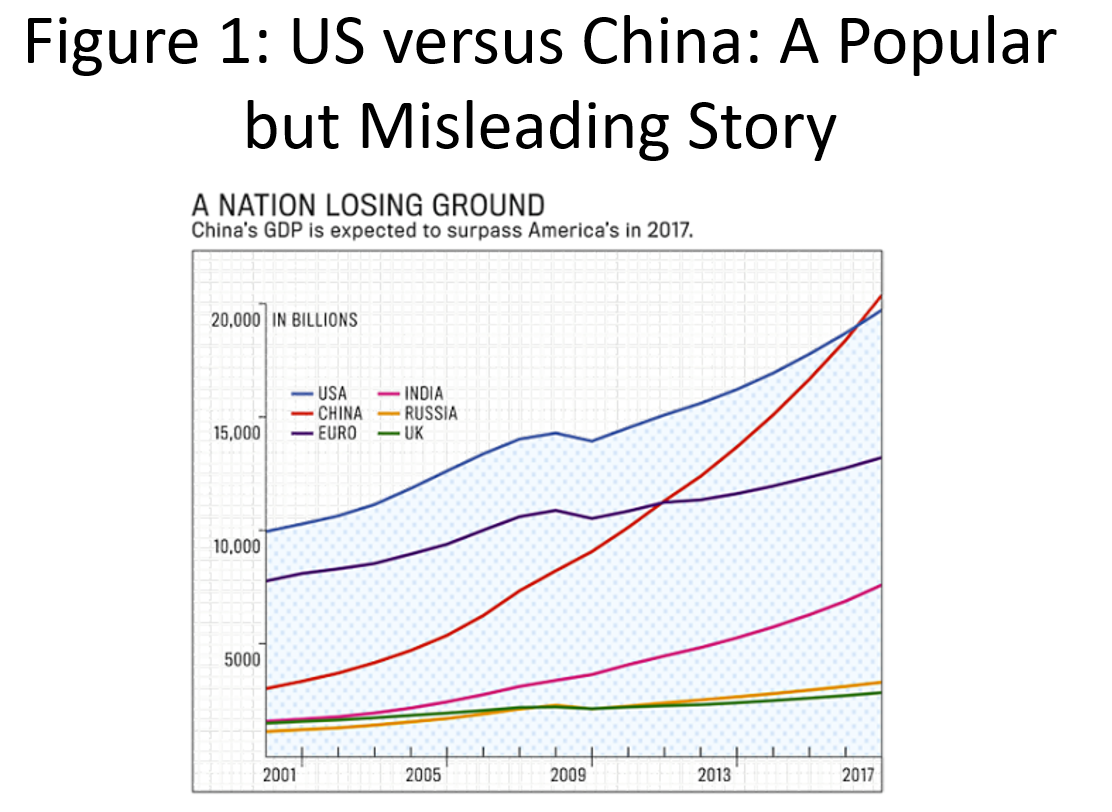 Figure 1: US versus China: A Popular
but Misleading Story
A NATION LOSING GROUND
China's GDP is expected to surpass America's in 2017.
20,000 IN BILLIONS
USA INDIA
CHINA RUSSIA
EURO UK
15,000
10,000
5000
2001 2005 2009 2013 2017